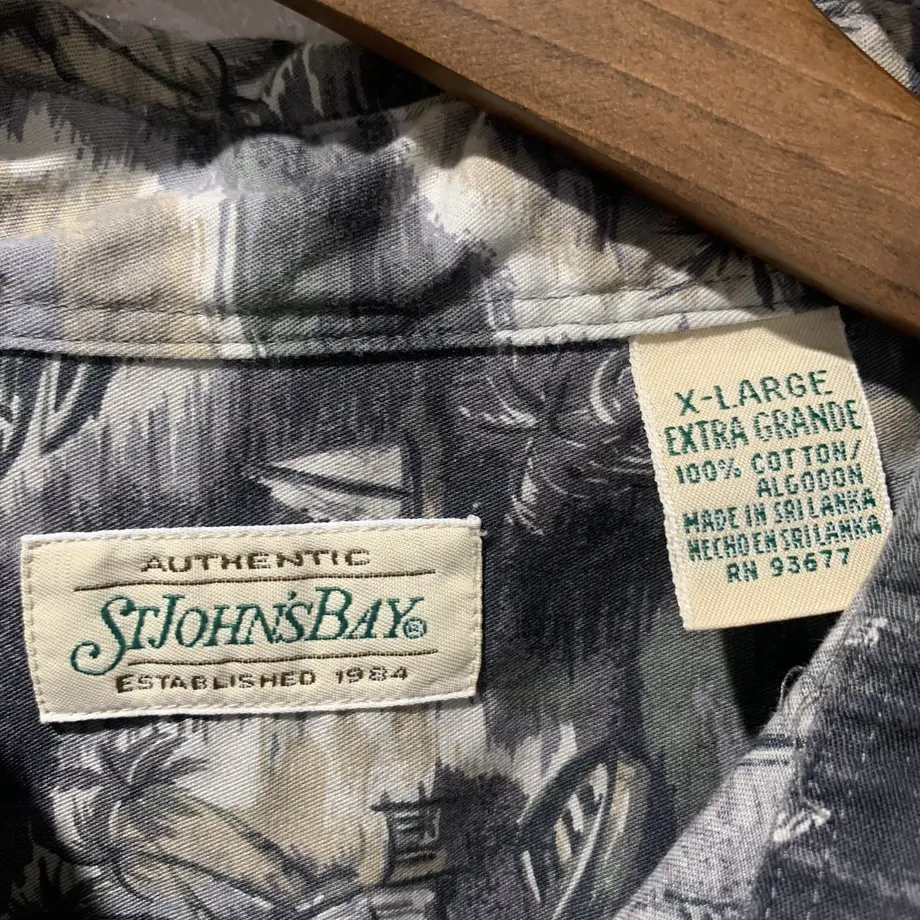 AUTHENTIC
ST JOHN'S BAY®
ESTABLISHED 1984
X-LARGE
EXTRA GRANDE
100% COTTON/
ALGODON
MADE IN SRI LANKA
HECHO EN SRI LANKA
RN 93677